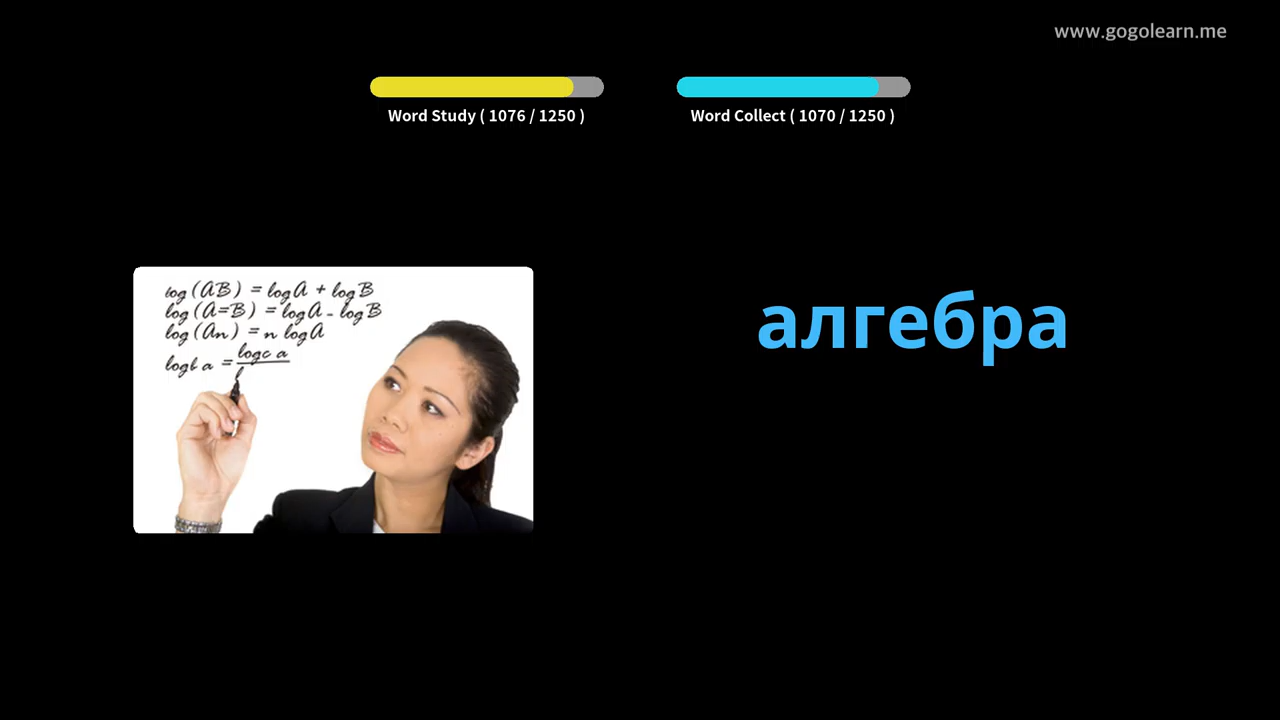 www.gogolearn.me
Word Study ( 1076 / 1250 )
Word Collect ( 1070 / 1250 )
log (AB) = log A + log B
log (A=B) = log A - log B
log (An) = n log A
logb a = logc a
алгебра